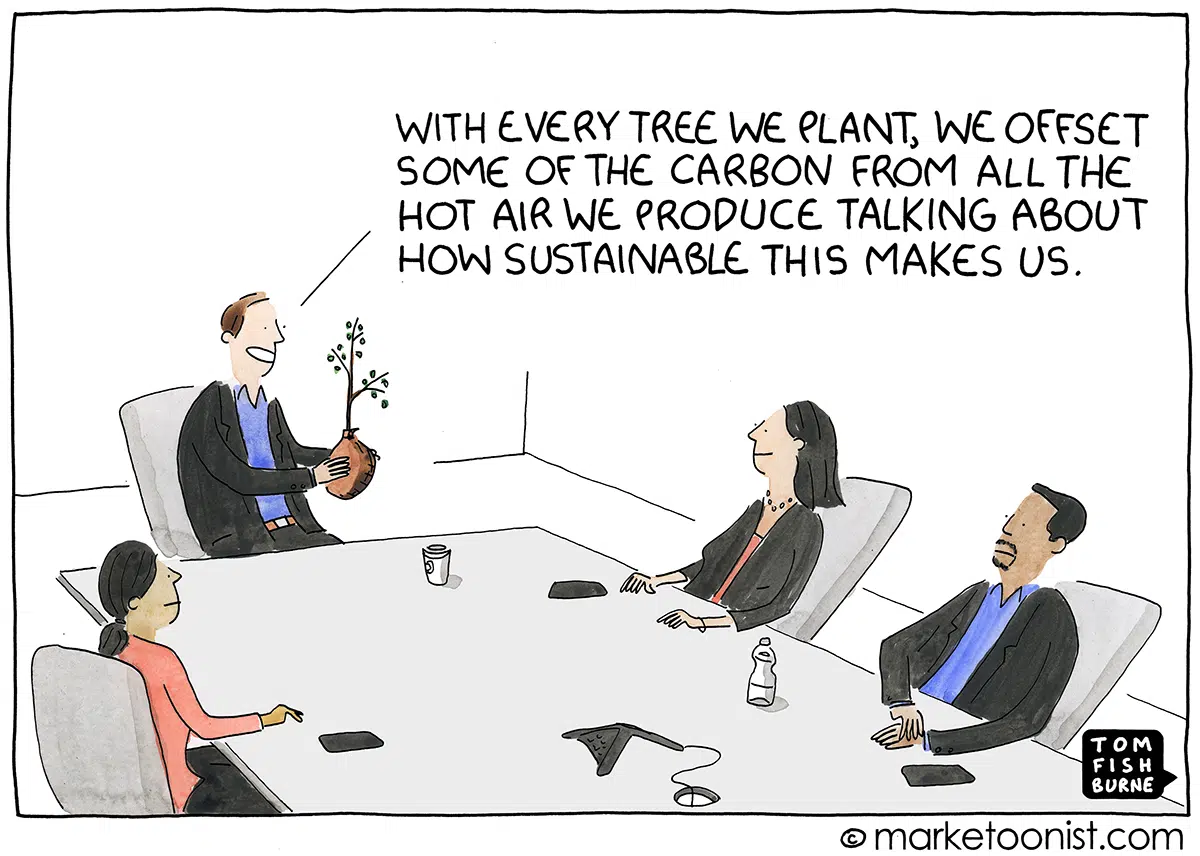 WITH EVERY TREE WE PLANT, WE OFFSET
SOME OF THE CARBON FROM ALL THE
HOT AIR WE PRODUCE TALKING ABOUT
HOW SUSTAINABLE THIS MAKES US.
TOM
FISH
BURNE
© marketoonist.com